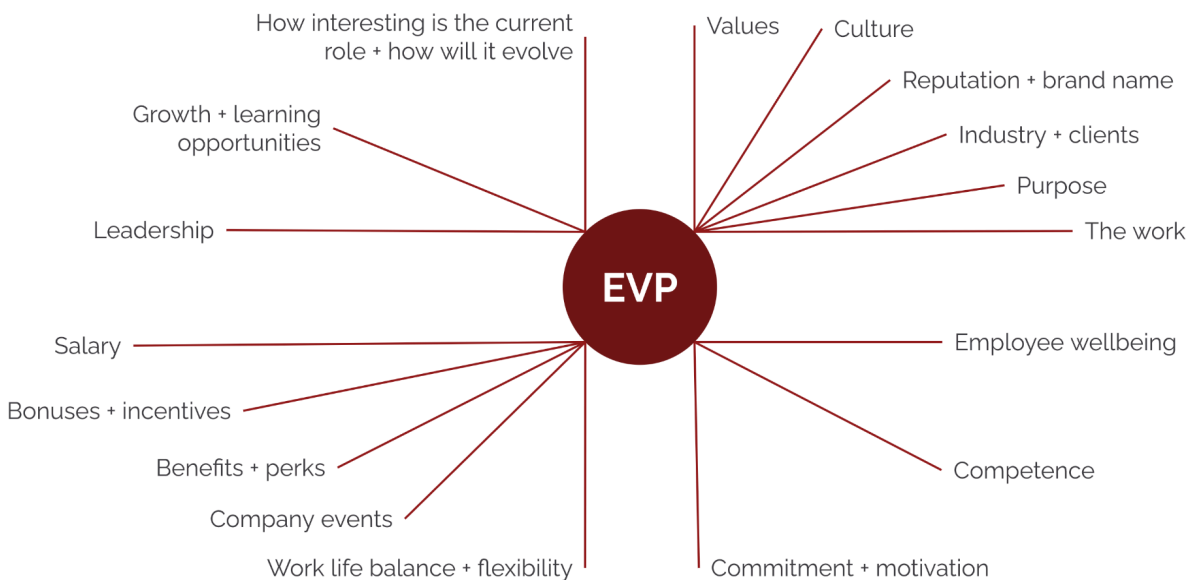 How interesting is the current
role + how will it evolve
Values
Culture
Reputation + brand name
Growth + learning
opportunities
Industry + clients
Purpose
Leadership
The work
EVP
Salary
Employee wellbeing
Bonuses + incentives
Benefits + perks
Competence
Company events
Work life balance + flexibility
Commitment + motivation